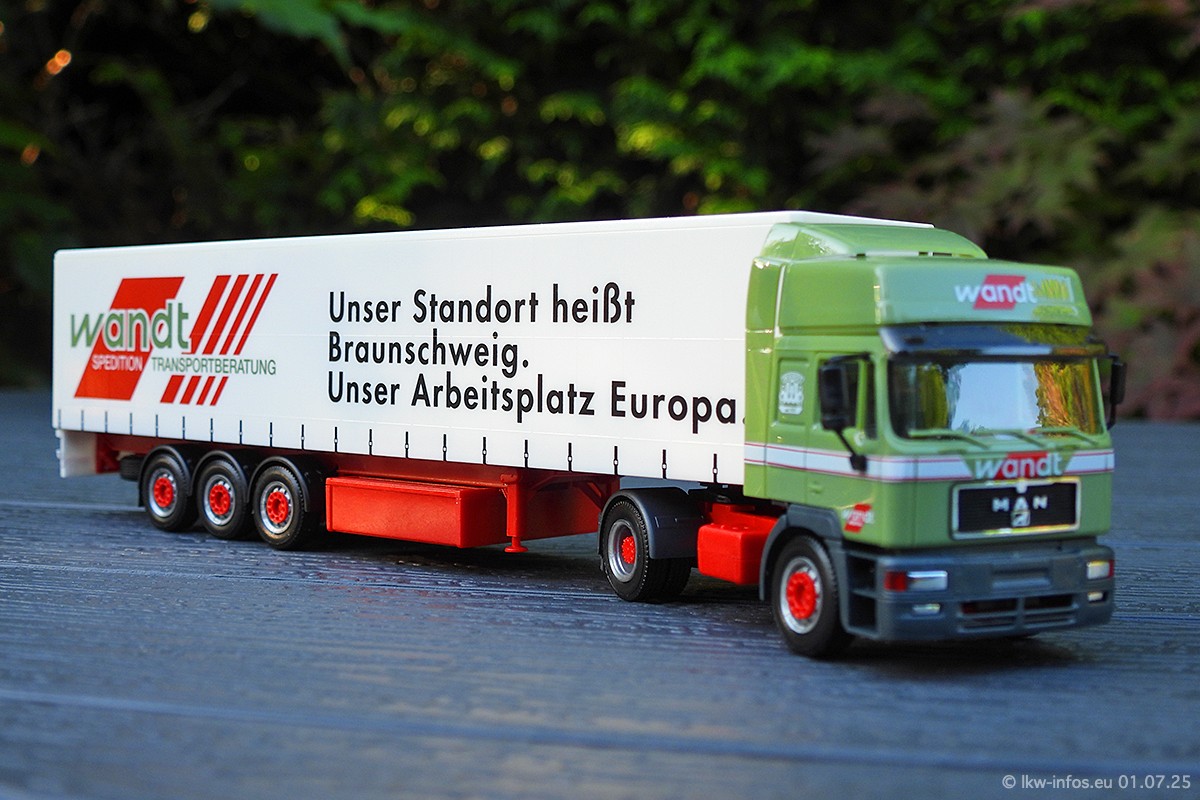 wandt
SPEDITION TRANSPORTBERATUNG
Unser Standort heißt
Braunschweig.
Unser Arbeitsplatz Europa.
wandt
wandt
MAN
wandt
© lkw-infos.eu 01.07.25